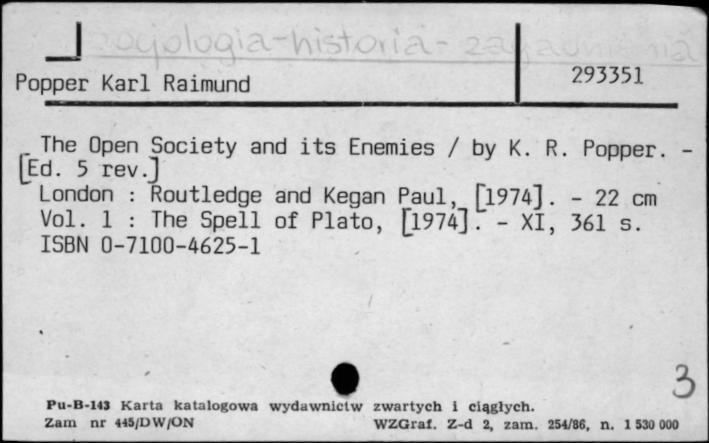 socjologia-historia- zagadnienia
Popper Karl Raimund
293351
The Open Society and its Enemies / by K. R. Popper. -
[Ed. 5 rev.]
London : Routledge and Kegan Paul, [1974]. - 22 cm
Vol. 1 : The Spell of Plato, [1974]. - XI, 361 s.
ISBN 0-7100-4625-1
3
Pu-B-143 Karta katalogowa wydawnictw zwartych i ciągłych.
Zam nr 445/DW/ON WZGraf. Z-d 2, zam. 254/86, n. 1 530 000